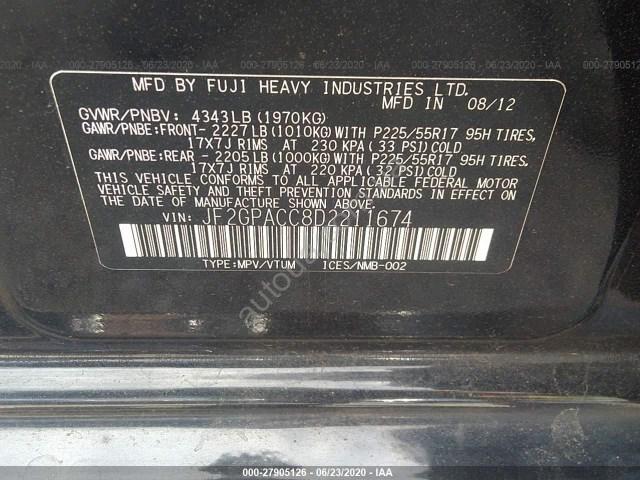 000-27905126 - 06/23/2020 - IAA
MFD BY FUJI HEAVY INDUSTRIES LTD.
MFD IN 08/12
GVWR/PNBV: 4343LB(1970KG)
GAWR/PNBE:FRONT- 2227LB(1010KG)WITH P225/55R17 95H TIRES,
17X7J RIMS AT 230 KPA (33 PSI)COLD
GAWR/PNBE:REAR - 2205LB(1000KG)WITH P225/55R17 95H TIRES,
17X7J RIMS AT 220 KPA (32 PSI)COLD
THIS VEHICLE CONFORMS TO ALL APPLICABLE FEDERAL MOTOR
VEHICLE SAFETY AND THEFT PREVENTION STANDARDS IN EFFECT ON
THE DATE OF MANUFACTURE SHOWN ABOVE.
VIN: JF2GPACC8D2211674
TYPE:MPV/VTUM ICES/NMB-002
000-27905126 - 06/23/2020 - IAA